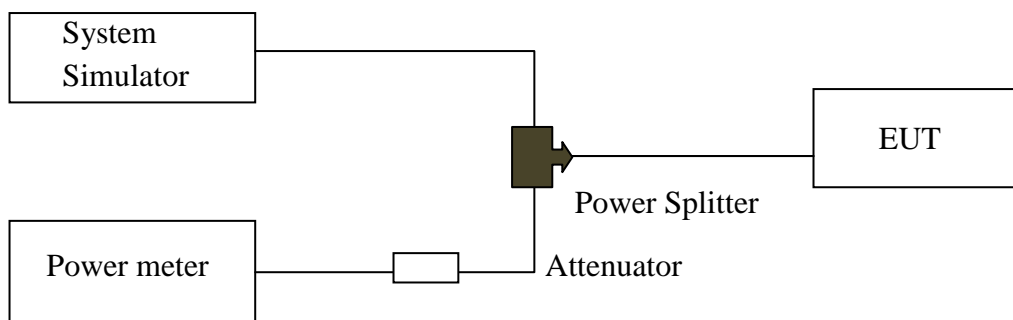 System
Simulator
EUT
Power Splitter
Power meter
Attenuator